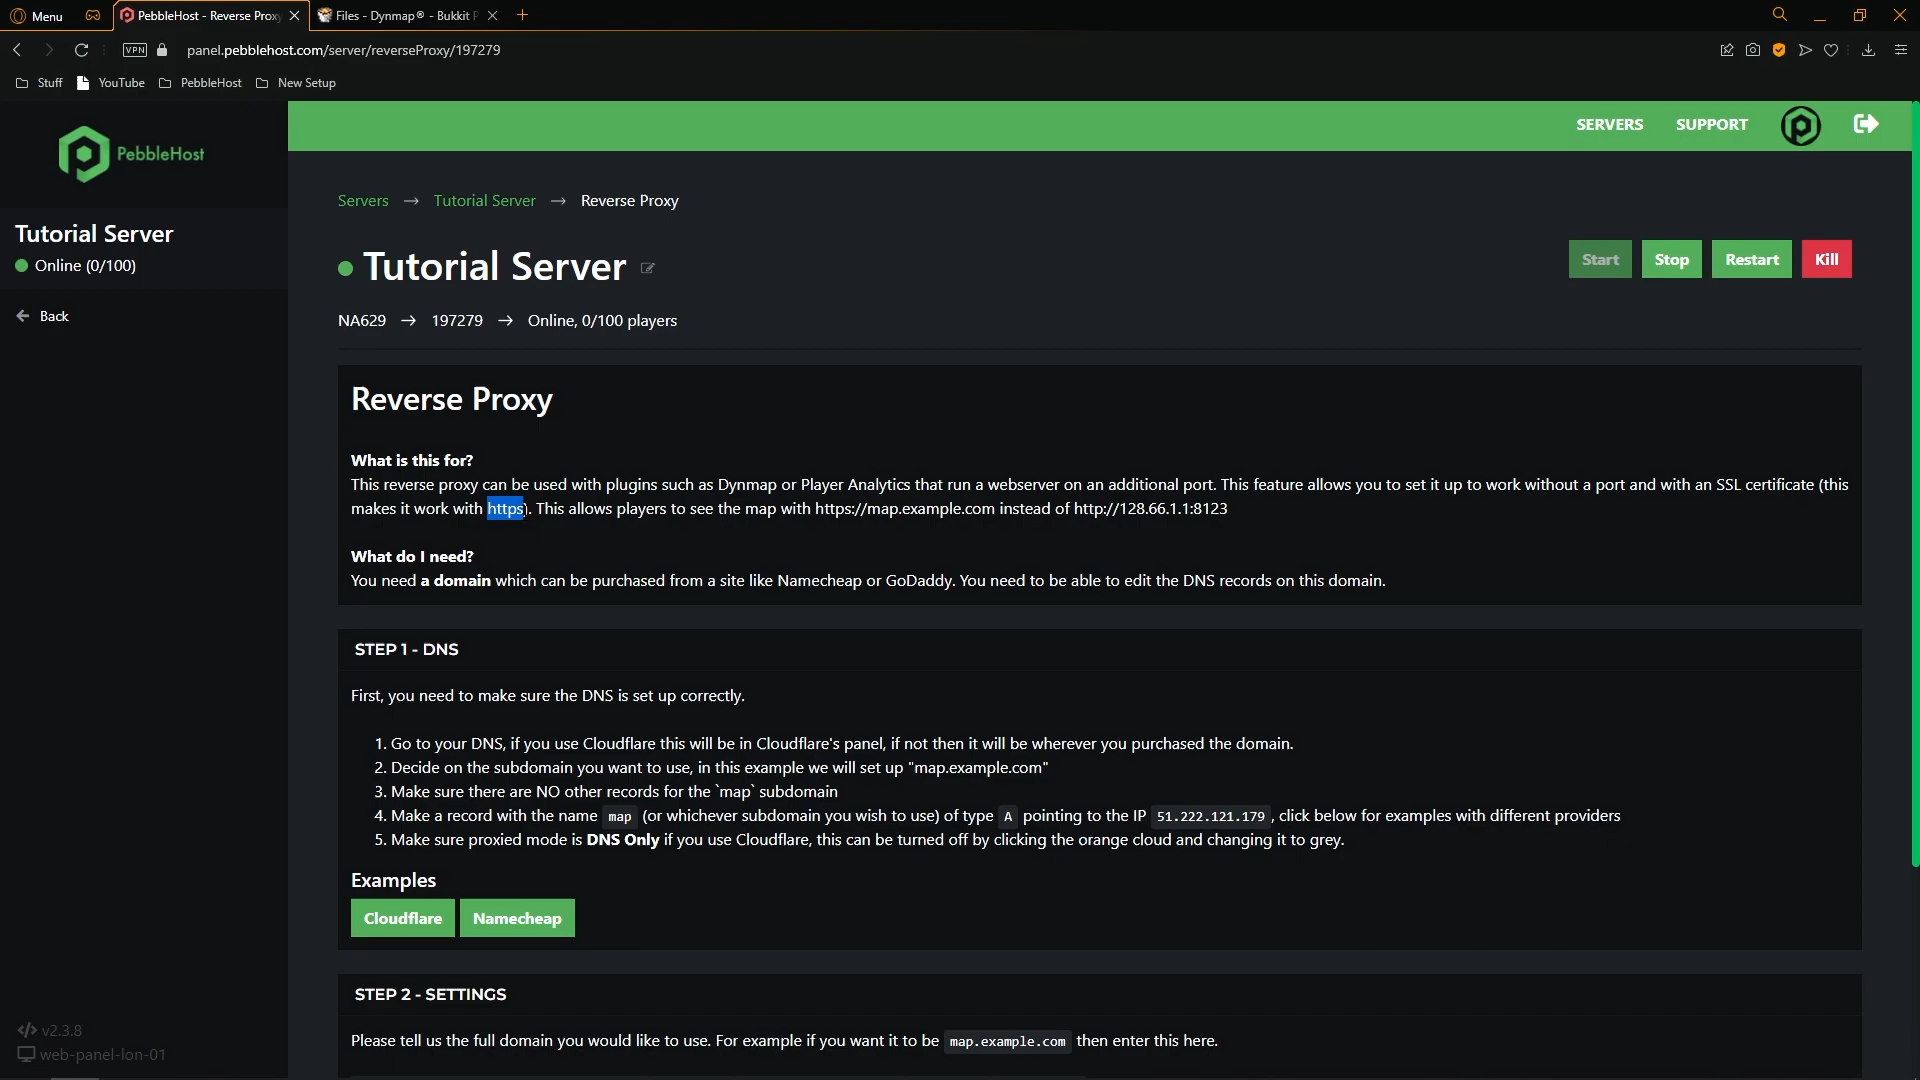 Menu
PebbleHost - Reverse Proxy
Files - Dynmap® - Bukkit P
VPN
panel.pebblehost.com/server/reverseProxy/197279
Stuff
YouTube
PebbleHost
New Setup
PebbleHost
SERVERS
SUPPORT
Tutorial Server
Online (0/100)
Back
Servers → Tutorial Server → Reverse Proxy
Tutorial Server
Start
Stop
Restart
Kill
NA629 → 197279 → Online, 0/100 players
Reverse Proxy
What is this for?
This reverse proxy can be used with plugins such as Dynmap or Player Analytics that run a webserver on an additional port. This feature allows you to set it up to work without a port and with an SSL certificate (this
makes it work with https). This allows players to see the map with https://map.example.com instead of http://128.66.1.1:8123
What do I need?
You need a domain which can be purchased from a site like Namecheap or GoDaddy. You need to be able to edit the DNS records on this domain.
STEP 1 - DNS
First, you need to make sure the DNS is set up correctly.
1. Go to your DNS, if you use Cloudflare this will be in Cloudflare's panel, if not then it will be wherever you purchased the domain.
2. Decide on the subdomain you want to use, in this example we will set up "map.example.com"
3. Make sure there are NO other records for the `map` subdomain
4. Make a record with the name map (or whichever subdomain you wish to use) of type A pointing to the IP 51.222.121.179, click below for examples with different providers
5. Make sure proxied mode is DNS Only if you use Cloudflare, this can be turned off by clicking the orange cloud and changing it to grey.
Examples
Cloudflare
Namecheap
STEP 2 - SETTINGS
Please tell us the full domain you would like to use. For example if you want it to be map.example.com then enter this here.
v2.3.8
web-panel-lon-01